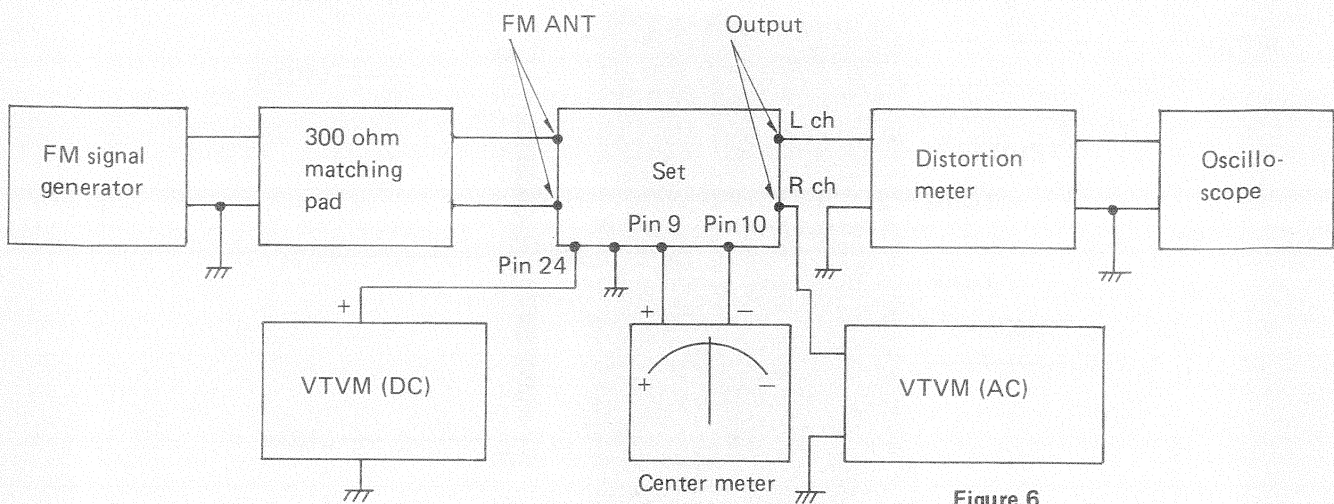 FM ANT
Output
FM signal
generator
300 ohm
matching
pad
Set
L ch
R ch
Distortion
meter
Oscillo-
scope
Pin 9
Pin 10
Pin 24
+
+
−
VTVM (DC)
+
−
VTVM (AC)
Center meter
Figure 6